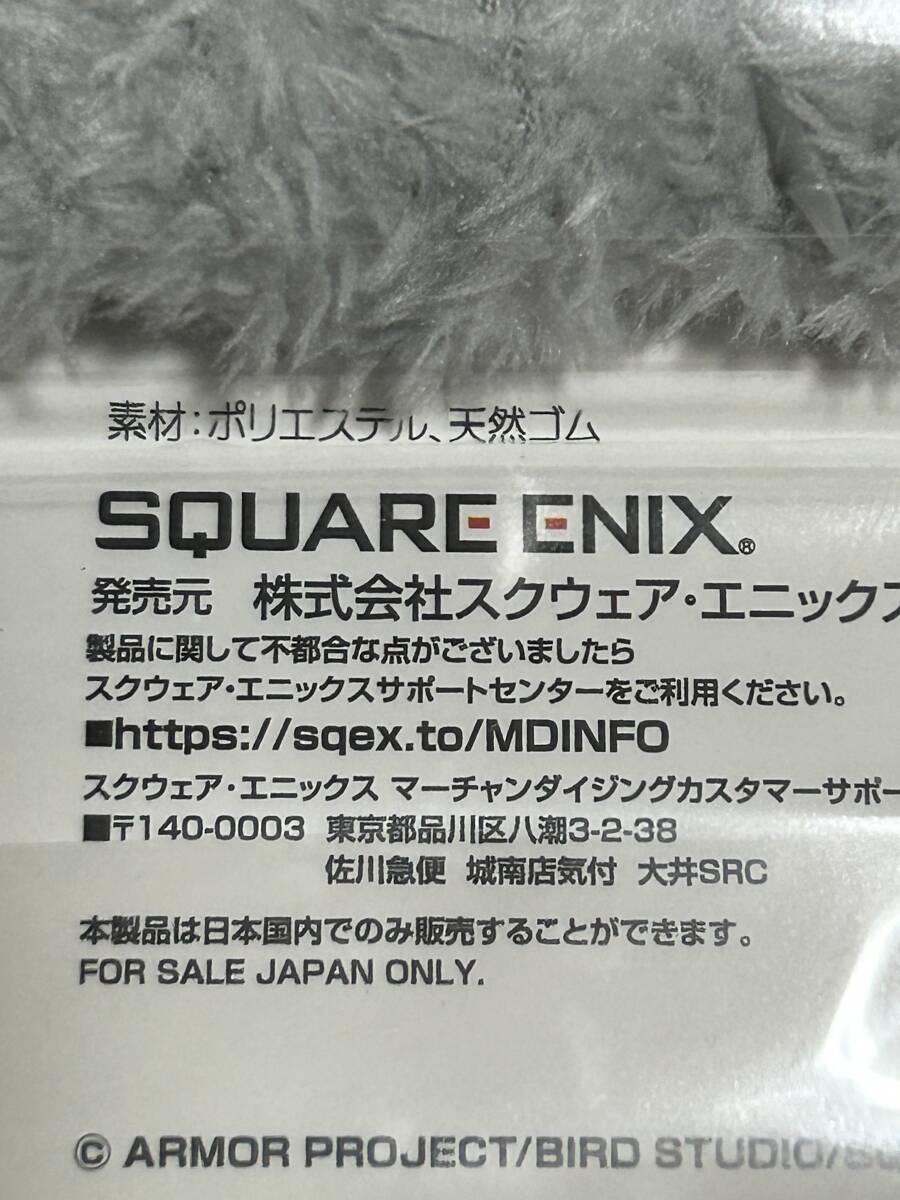 素材:ポリエステル、天然ゴム
SQUARE ENIX®
発売元 株式会社スクウェア・エニックス
製品に関して不都合な点がございましたら
スクウェア・エニックスサポートセンターをご利用ください。
■https://sqex.to/MDINFO
スクウェア・エニックス マーチャンダイジングカスタマーサポー
■〒140-0003 東京都品川区八潮3-2-38
佐川急便 城南店気付 大井SRC
本製品は日本国内でのみ販売することができます。
FOR SALE JAPAN ONLY.
© ARMOR PROJECT/BIRD STUDIO/